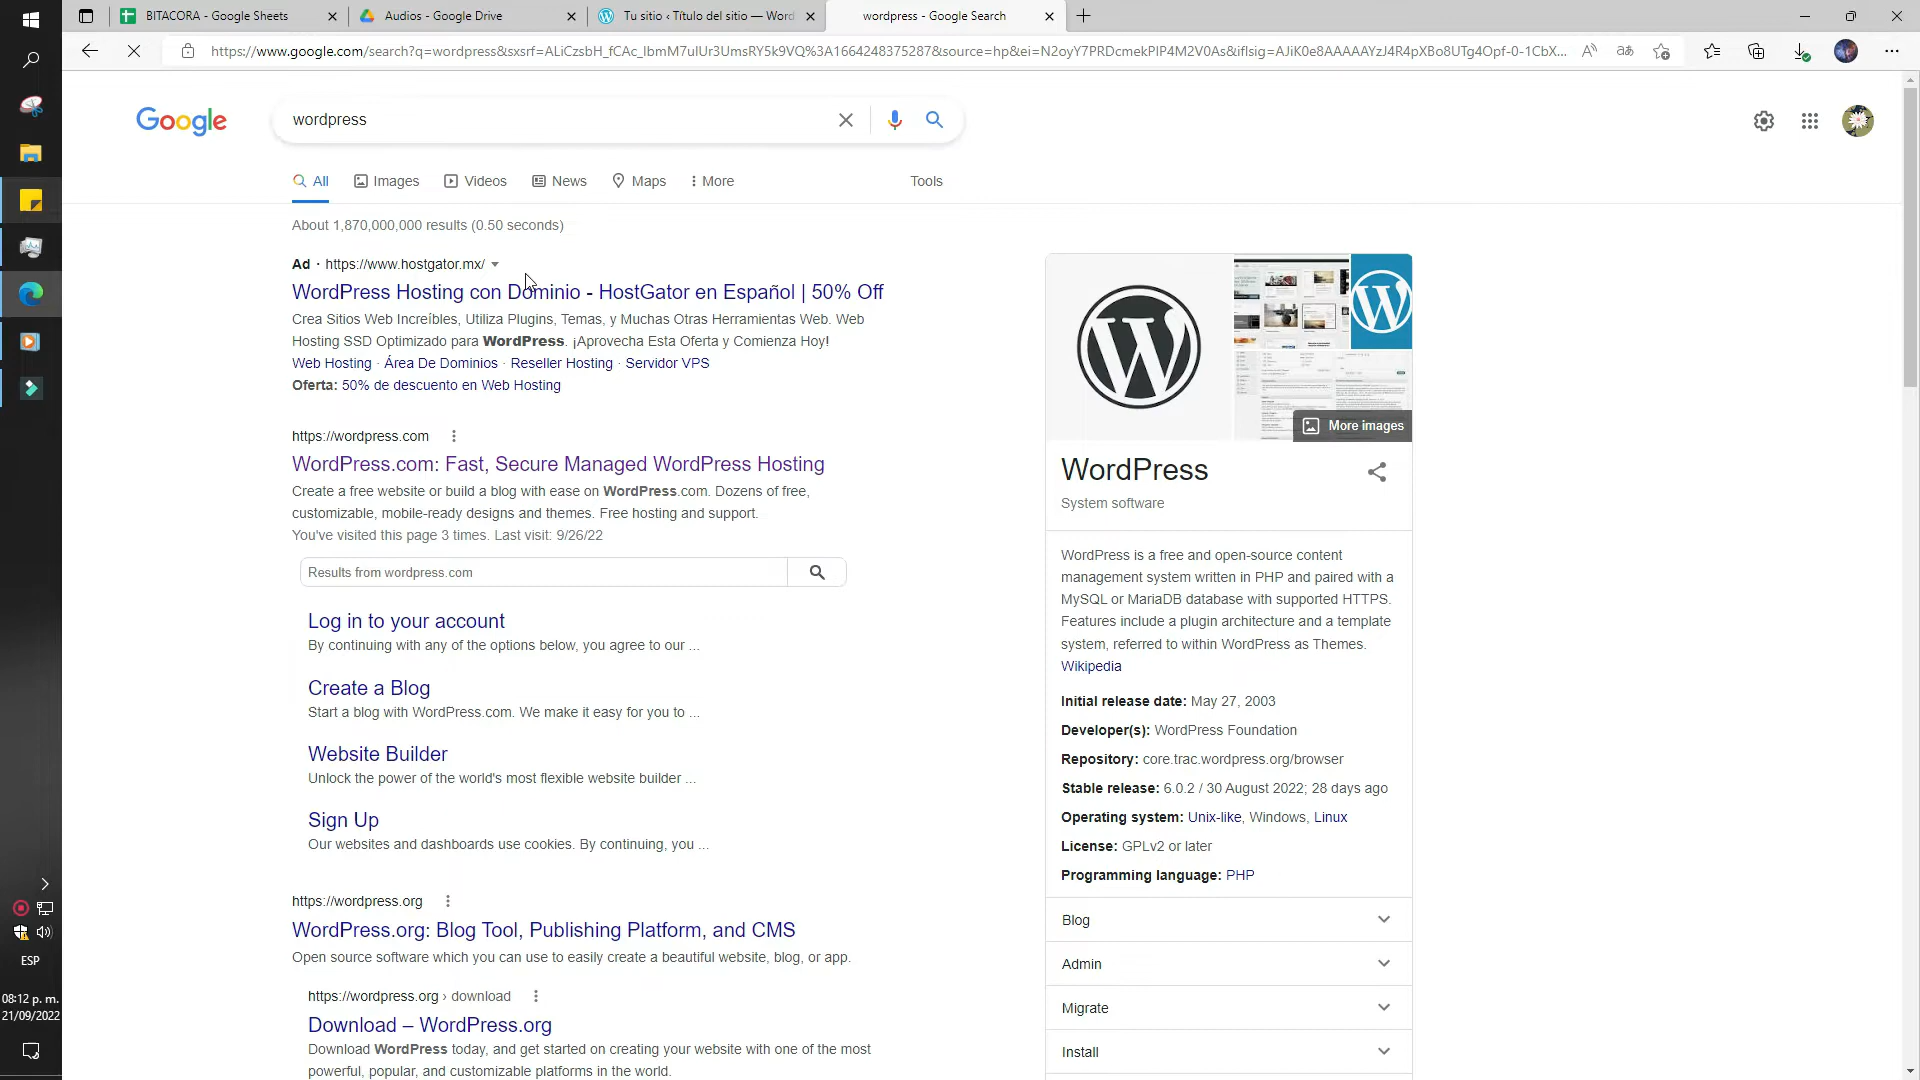 BITACORA - Google Sheets
Audios - Google Drive
Tu sitio ‹ Título del sitio — Word
wordpress - Google Search
https://www.google.com/search?q=wordpress&sxsrf=ALiCzsbH_fCAc_lbmM7uIUr3UmsRY5k9VQ%3A1664248375287&source=hp&ei=N2oyY7PRDcmekPIP4M2V0As&iflsig=AJiK0e8AAAAAYzJ4R4pXBo8UTg4Opf-0-1CbX...
Google
wordpress
All
Images
Videos
News
Maps
More
Tools
About 1,870,000,000 results (0.50 seconds)
Ad · https://www.hostgator.mx/
WordPress Hosting con Dominio - HostGator en Español | 50% Off
Crea Sitios Web Increíbles, Utiliza Plugins, Temas, y Muchas Otras Herramientas Web. Web
Hosting SSD Optimizado para WordPress. ¡Aprovecha Esta Oferta y Comienza Hoy!
Web Hosting · Área De Dominios · Reseller Hosting · Servidor VPS
Oferta: 50% de descuento en Web Hosting
https://wordpress.com
WordPress.com: Fast, Secure Managed WordPress Hosting
Create a free website or build a blog with ease on WordPress.com. Dozens of free,
customizable, mobile-ready designs and themes. Free hosting and support.
You've visited this page 3 times. Last visit: 9/26/22
Results from wordpress.com
Log in to your account
By continuing with any of the options below, you agree to our ...
Create a Blog
Start a blog with WordPress.com. We make it easy for you to ...
Website Builder
Unlock the power of the world's most flexible website builder ...
Sign Up
Our websites and dashboards use cookies. By continuing, you ...
https://wordpress.org
WordPress.org: Blog Tool, Publishing Platform, and CMS
Open source software which you can use to easily create a beautiful website, blog, or app.
https://wordpress.org › download
Download – WordPress.org
Download WordPress today, and get started on creating your website with one of the most
powerful, popular, and customizable platforms in the world.
More images
WordPress
System software
WordPress is a free and open-source content
management system written in PHP and paired with a
MySQL or MariaDB database with supported HTTPS.
Features include a plugin architecture and a template
system, referred to within WordPress as Themes.
Wikipedia
Initial release date: May 27, 2003
Developer(s): WordPress Foundation
Repository: core.trac.wordpress.org/browser
Stable release: 6.0.2 / 30 August 2022; 28 days ago
Operating system: Unix-like, Windows, Linux
License: GPLv2 or later
Programming language: PHP
Blog
Admin
Migrate
Install
ESP
08:12 p. m.
21/09/2022